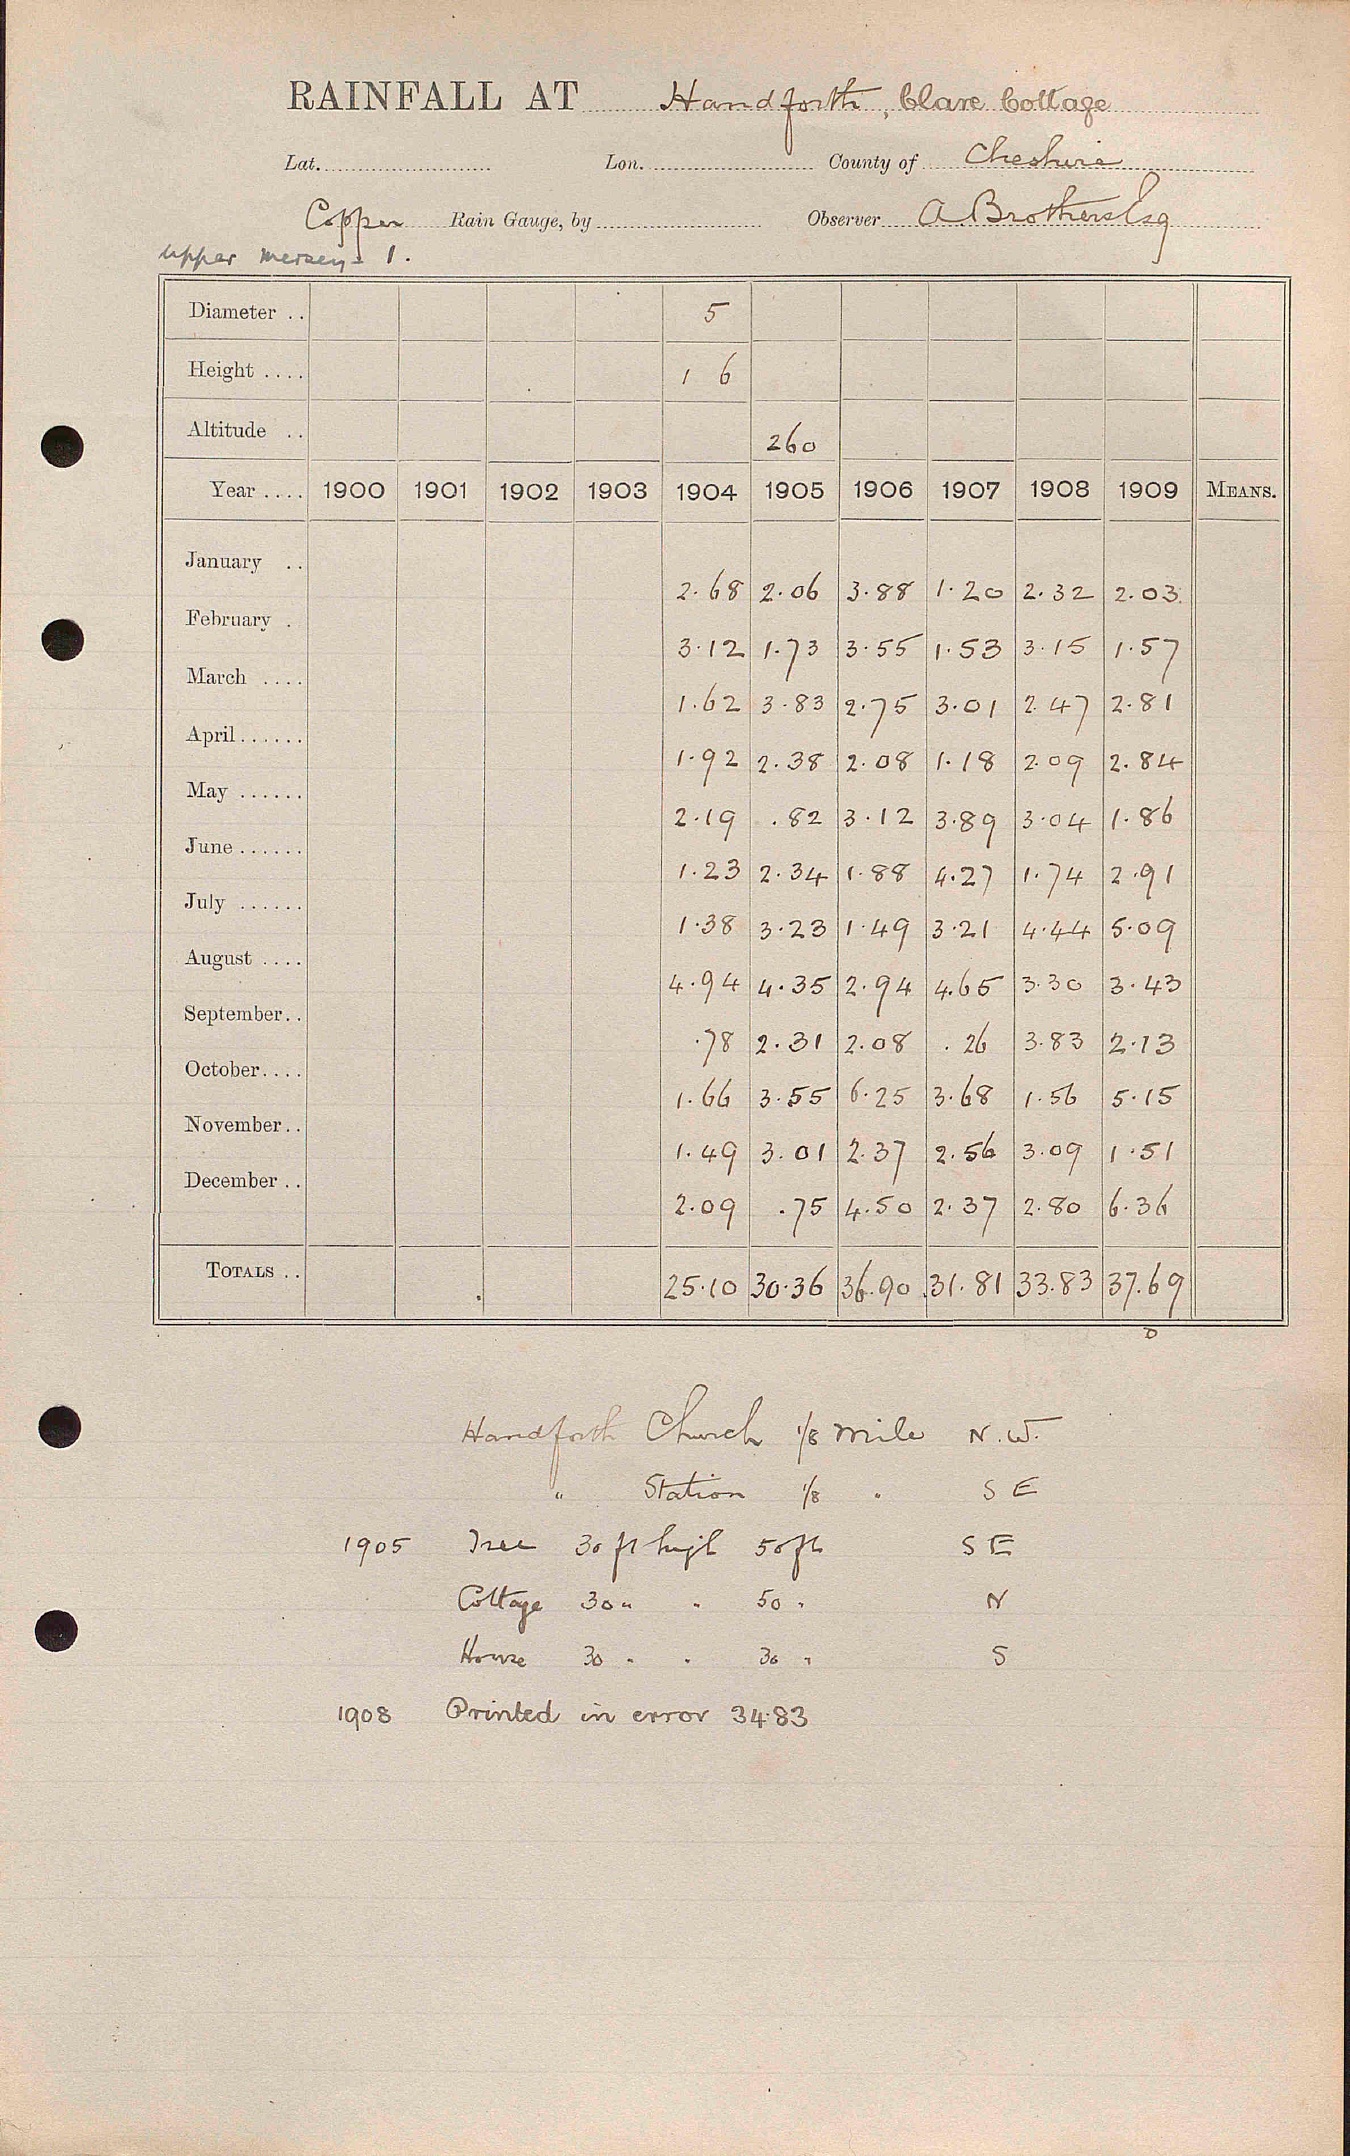 RAINFALL AT Handforth, Clare Cottage
Lat. Lon. County of Cheshire
Copper Rain Gauge, by Observer A. Brothers Esq
Upper Mersey - 1.
Diameter .. 5
Height .... 1 6
Altitude .. 260
Year .... 1900 1901 1902 1903 1904 1905 1906 1907 1908 1909 MEANS.
January .. 2.68 2.06 3.88 1.20 2.32 2.03
February . 3.12 1.73 3.55 1.53 3.15 1.57
March .... 1.62 3.83 2.75 3.01 2.47 2.81
April...... 1.92 2.38 2.08 1.18 2.09 2.84
May ...... 2.19 .82 3.12 3.89 3.04 1.86
June ...... 1.23 2.34 1.88 4.27 1.74 2.91
July ...... 1.38 3.23 1.49 3.21 4.44 5.09
August .... 4.94 4.35 2.94 4.65 3.30 3.43
September.. .78 2.31 2.08 .26 3.83 2.13
October.... 1.66 3.55 6.25 3.68 1.56 5.15
November.. 1.49 3.01 2.37 2.56 3.09 1.51
December .. 2.09 .75 4.50 2.37 2.80 6.36
TOTALS .. 25.10 30.36 36.90 31.81 33.83 37.69
D
Handforth Church 1/8 mile N.W.
" Station 1/8 " S E
1905 Tree 30 ft high 50 ft S E
Cottage 30 " " 50 " N
House 30 " " 30 " S
1908 Printed in error 34.83